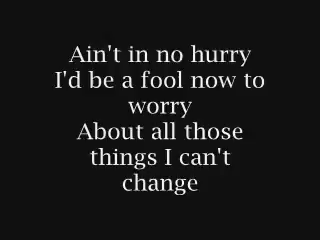 Ain't in no hurry
I'd be a fool now to
worry
About all those
things I can't
change